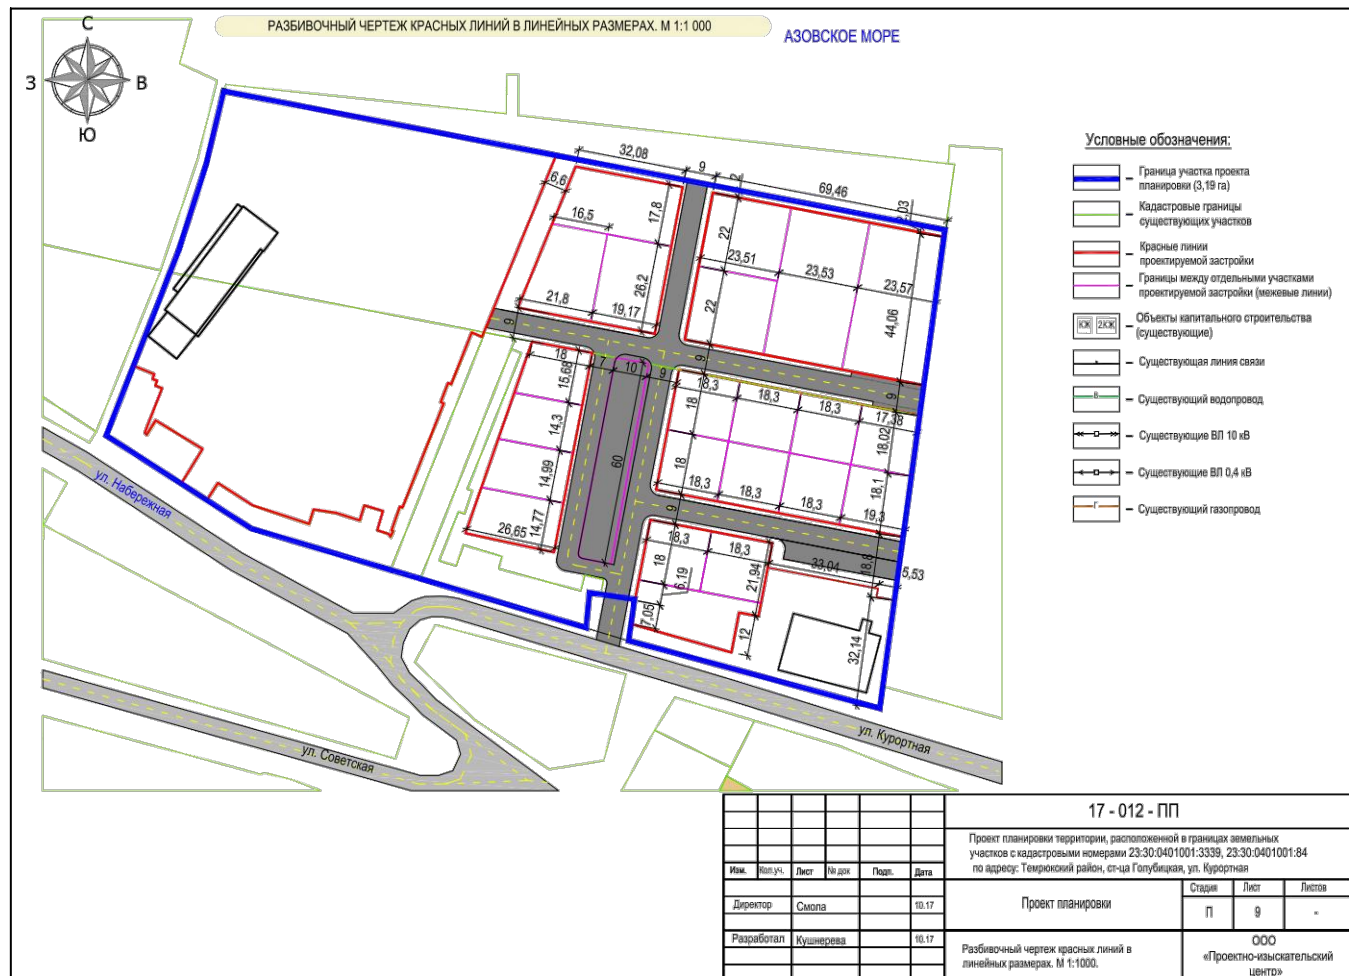 РАЗБИВОЧНЫЙ ЧЕРТЕЖ КРАСНЫХ ЛИНИЙ В ЛИНЕЙНЫХ РАЗМЕРАХ. М 1:1 000
АЗОВСКОЕ МОРЕ
С
З
В
Ю
32,08
9
2
69,46
6,6
16,5
17,8
22
23,51
23,53
23,57
26,2
21,8
19,17
22
44,06
9
18
7
10
9
9
15,68
18,3
18,3
18,3
9
18
18,02
14,3
14,99
60
18
18,1
18,3
18,3
18,3
19,3
14,77
26,65
9
18,3
18,3
18
6,19
21,94
33,04
18,8
5,53
17,05
12
32,14
ул. Набережная
ул. Советская
ул. Курортная
Условные обозначения:
Граница участка проекта
планировки (3,19 га)
Кадастровые границы
существующих участков
Красные линии
проектируемой застройки
Границы между отдельными участками
проектируемой застройки (межевые линии)
КЖ 2КЖ
Объекты капитального строительства
(существующие)
Существующая линия связи
В
Существующий водопровод
Существующие ВЛ 10 кВ
Существующие ВЛ 0,4 кВ
Г
Существующий газопровод
17 - 012 - ПП
Проект планировки территории, расположенной в границах земельных
участков с кадастровыми номерами 23:30:0401001:3339, 23:30:0401001:84
по адресу: Темрюкский район, ст-ца Голубицкая, ул. Курортная
Изм. Кол.уч. Лист № док Подп. Дата
Директор Смола 10.17
Проект планировки
Стадия Лист Листов
П 9 -
Разработал Кушнерева 10.17
Разбивочный чертеж красных линий в
линейных размерах. М 1:1000.
ООО
«Проектно-изыскательский
центр»